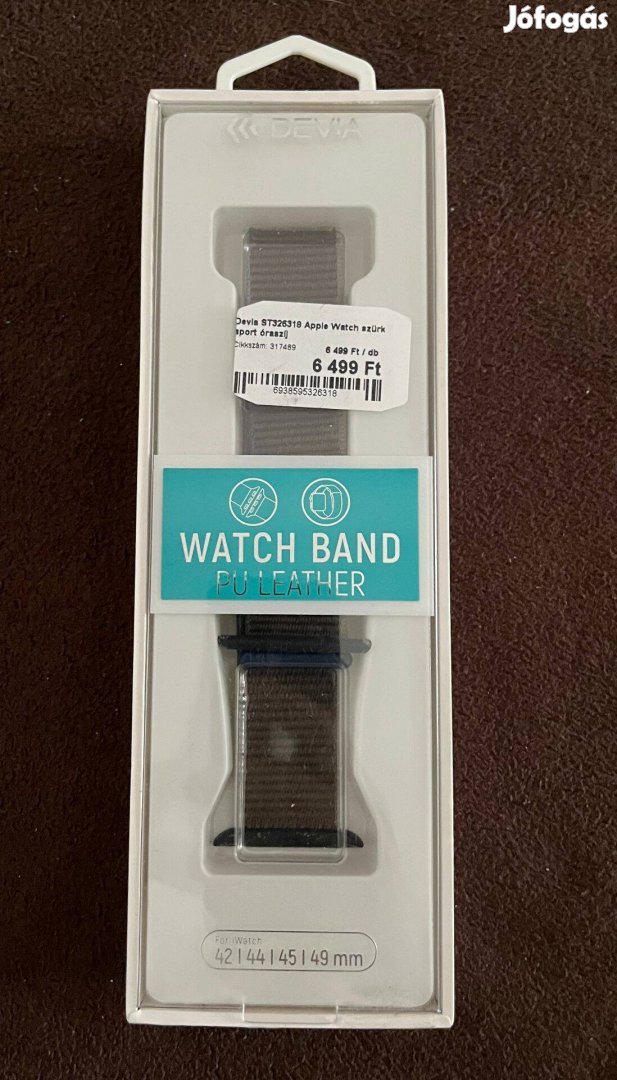 Jófogás
DEVIA
Devia ST326318 Apple Watch szürk
sport óraszíj
Cikkszám: 317489
6 499 Ft / db
6 499 Ft
6938595326318
WATCH BAND
PU LEATHER
For iWatch
42 | 44 | 45 | 49 mm